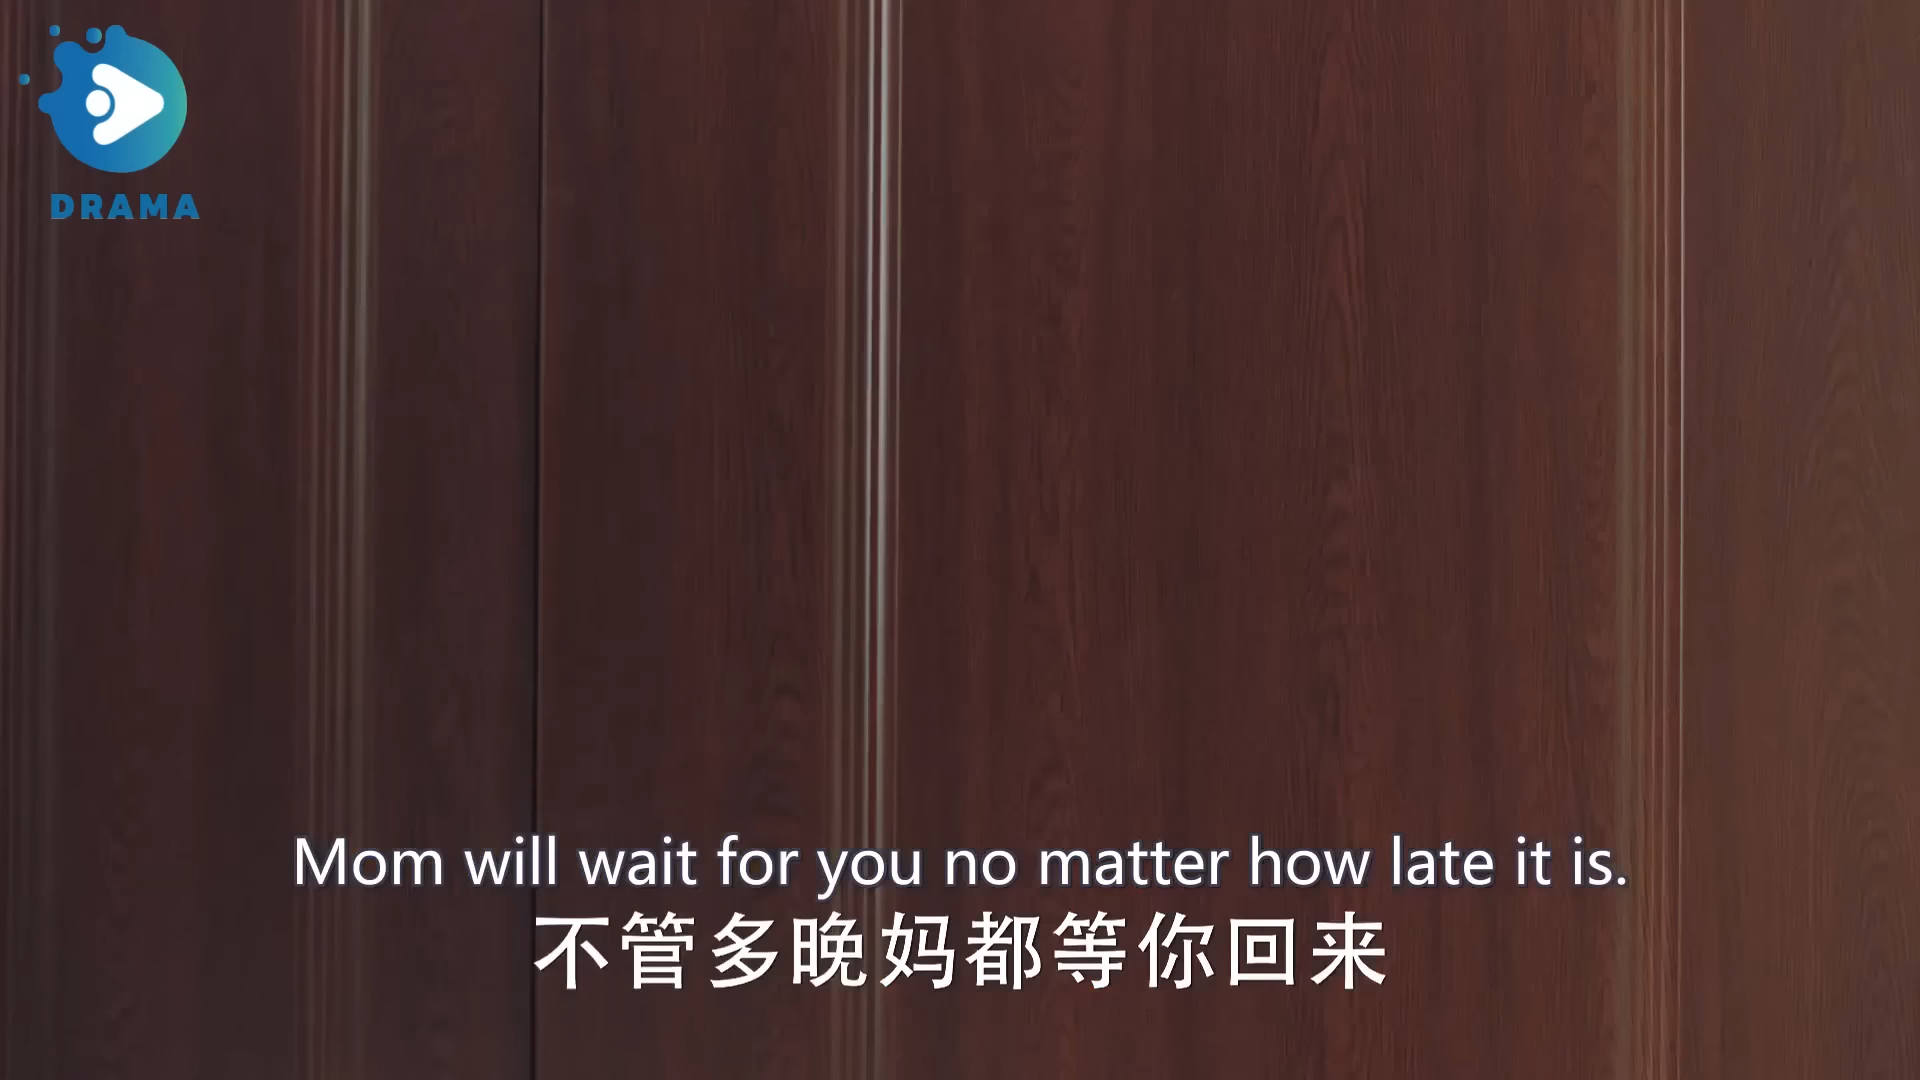 DRAMA
Mom will wait for you no matter how late it is.
不管多晚妈都等你回来